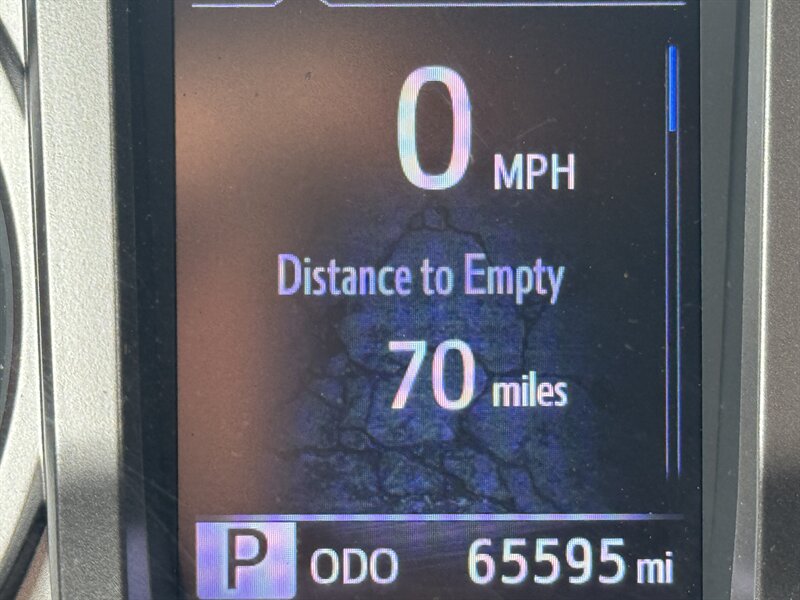 0 MPH
Distance to Empty
70 miles
P ODO 65595 mi